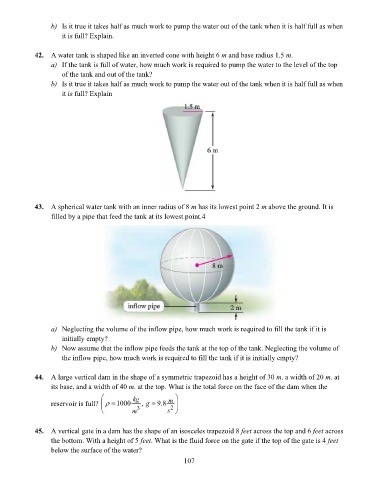 b) Is it true it takes half as much work to pump the water out of the tank when it is half full as when
it is full? Explain.
42. A water tank is shaped like an inverted cone with height 6 m and base radius 1.5 m.
a) If the tank is full of water, how much work is required to pump the water to the level of the top
of the tank and out of the tank?
b) Is it true it takes half as much work to pump the water out of the tank when it is half full as when
it is full? Explain
1.5 m
6 m
43. A spherical water tank with an inner radius of 8 m has its lowest point 2 m above the ground. It is
filled by a pipe that feed the tank at its lowest point.4
8 m
inflow pipe
2 m
a) Neglecting the volume of the inflow pipe, how much work is required to fill the tank if it is
initially empty?
b) Now assume that the inflow pipe feeds the tank at the top of the tank. Neglecting the volume of
the inflow pipe, how much work is required to fill the tank if it is initially empty?
44. A large vertical dam in the shape of a symmetric trapezoid has a height of 30 m. a width of 20 m. at
its base, and a width of 40 m. at the top. What is the total force on the face of the dam when the
reservoir is full? (ρ = 1000 kg/m³, g = 9.8 m/s²)
45. A vertical gate in a dam has the shape of an isosceles trapezoid 8 feet across the top and 6 feet across
the bottom. With a height of 5 feet. What is the fluid force on the gate if the top of the gate is 4 feet
below the surface of the water?
107